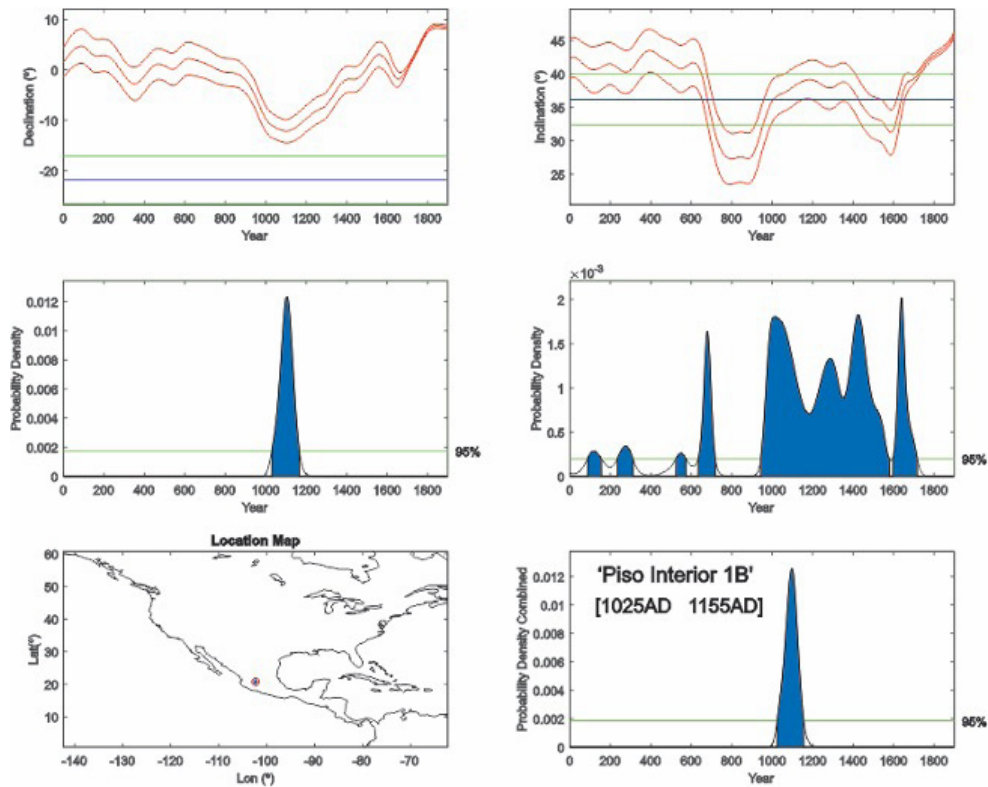 10
0
-10
-20
Declination (º)
0 200 400 600 800 1000 1200 1400 1600 1800
Year
45
40
35
30
25
Inclination (º)
0 200 400 600 800 1000 1200 1400 1600 1800
Year
0.012
0.01
0.008
0.006
0.004
0.002
0
Probability Density
95%
0 200 400 600 800 1000 1200 1400 1600 1800
Year
×10-3
2
1.5
1
0.5
0
Probability Density
95%
0 200 400 600 800 1000 1200 1400 1600 1800
Year
Location Map
60
50
40
30
20
10
Lat(º)
-140 -130 -120 -110 -100 -90 -80 -70
Lon (º)
'Piso Interior 1B'
[1025AD 1155AD]
0.012
0.01
0.008
0.006
0.004
0.002
0
Probability Density Combined
95%
0 200 400 600 800 1000 1200 1400 1600 1800
Year